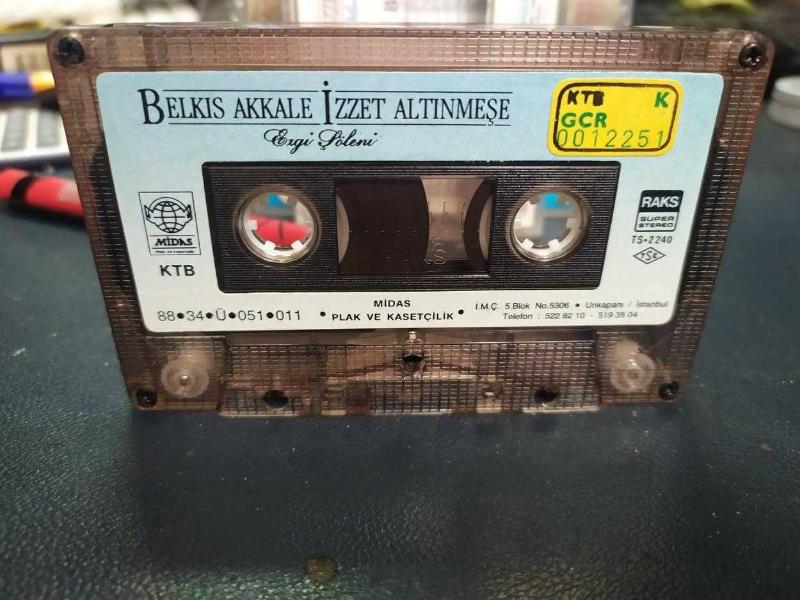 BELKIS AKKALE İZZET ALTINMEŞE
Ezgi Şöleni
KTB K
GCR
0012251
MİDAS
KTB
RAKS
SÜPER
STEREO
TS-2240
TSE
88•34•Ü•051•011
MİDAS
• PLAK VE KASETÇİLİK •
İ.M.Ç. 5.Blok No.5306 • Unkapanı / İstanbul
Telefon : 522 82 10 - 519 35 04